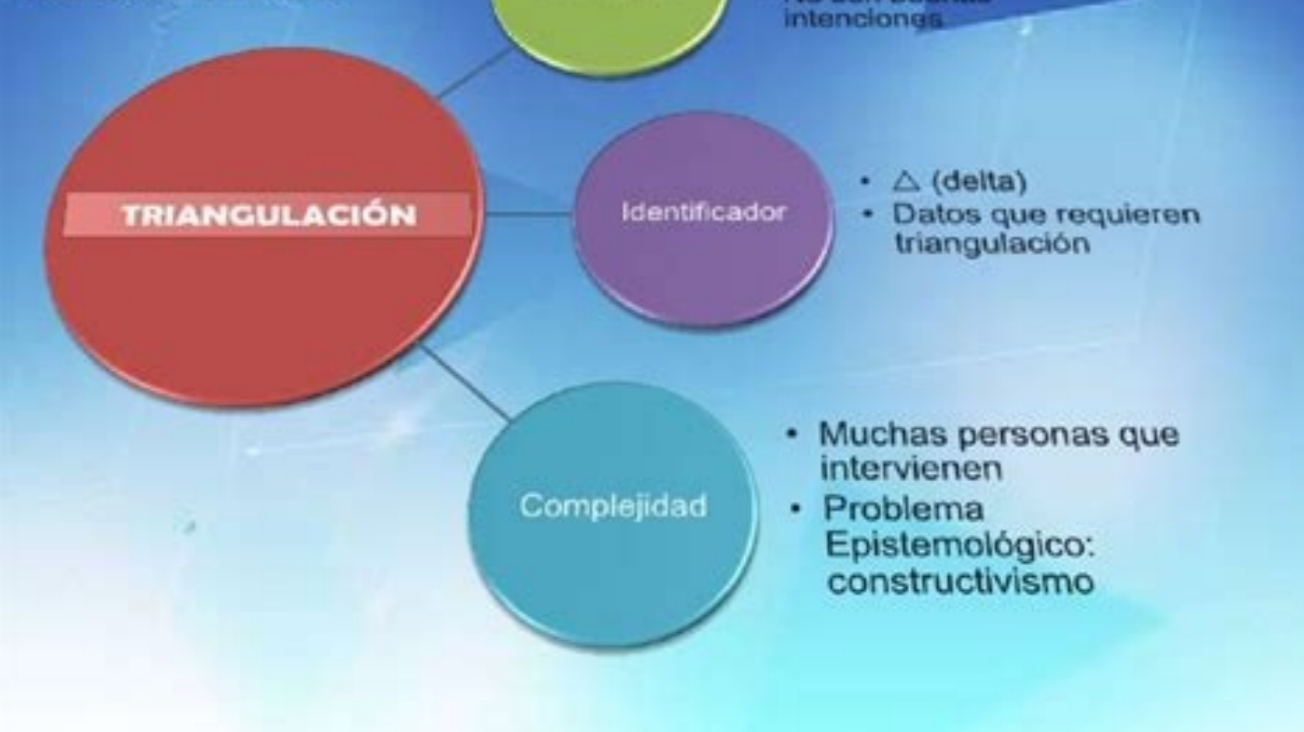 intenciones
TRIANGULACIÓN
Identificador
• △ (delta)
• Datos que requieren
triangulación
Complejidad
• Muchas personas que
intervienen
• Problema
Epistemológico:
constructivismo